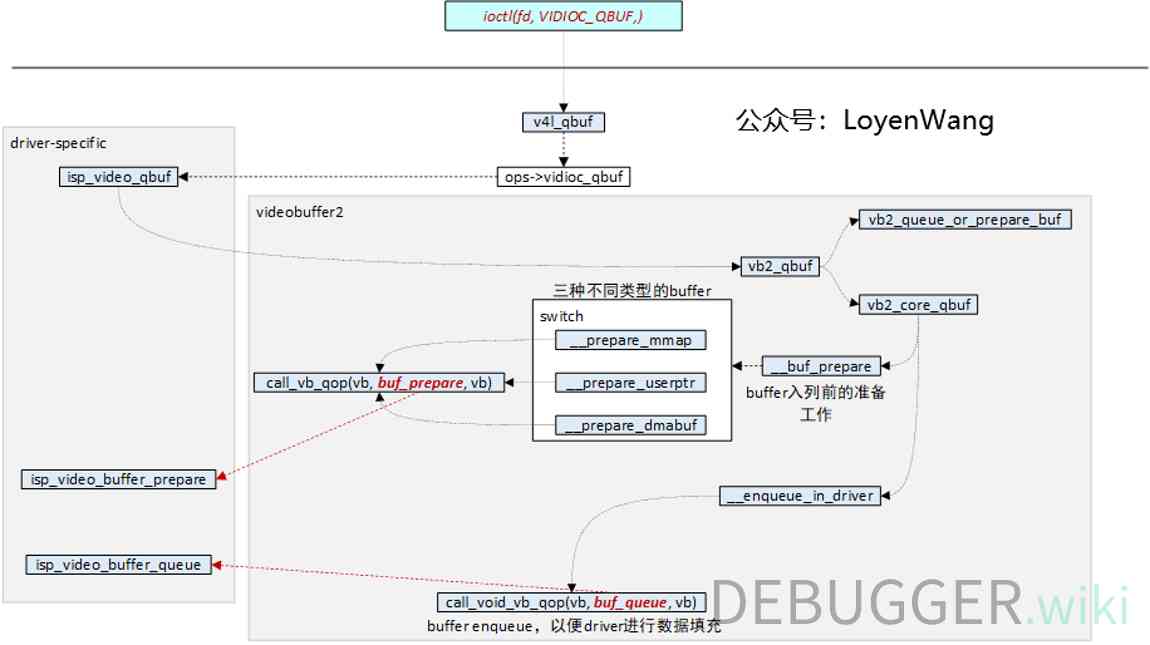 ioctl(fd, VIDIOC_QBUF,)
v4l_qbuf
公众号：LoyenWang
driver-specific
isp_video_qbuf
ops->vidioc_qbuf
videobuffer2
vb2_queue_or_prepare_buf
vb2_qbuf
三种不同类型的buffer
vb2_core_qbuf
switch
__prepare_mmap
__buf_prepare
call_vb_qop(vb, buf_prepare, vb)
__prepare_userptr
buffer入列前的准备
工作
__prepare_dmabuf
isp_video_buffer_prepare
__enqueue_in_driver
isp_video_buffer_queue
call_void_vb_qop(vb, buf_queue, vb)
buffer enqueue，以便driver进行数据填充
DEBUGGER.wiki